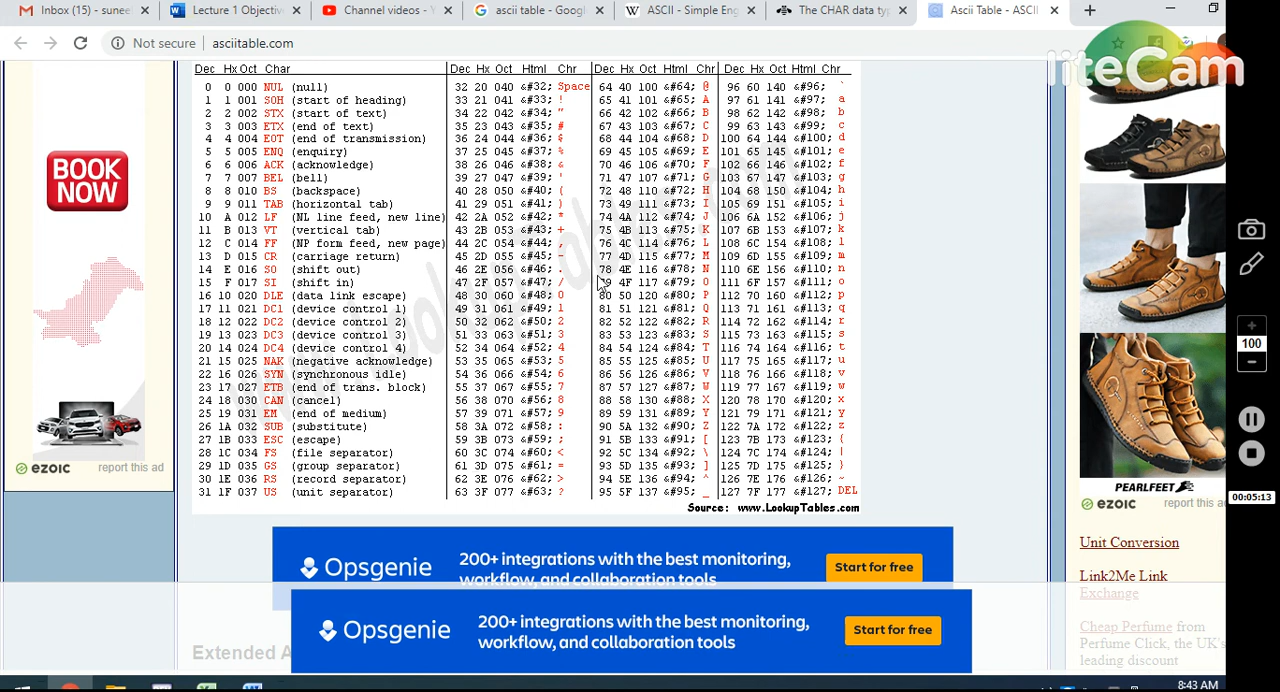 Inbox (15) - sunee
Lecture 1 Objectiv
Channel videos - Y
ascii table - Goog
ASCII - Simple Eng
The CHAR data typ
Ascii Table - ASCII
Not secure | asciitable.com
liteCam
Dec Hx Oct Char Dec Hx Oct Html Chr Dec Hx Oct Html Chr Dec Hx Oct Html Chr
0 0 000 NUL (null) 32 20 040 &#32; Space 64 40 100 &#64; @ 96 60 140 &#96; `
1 1 001 SOH (start of heading) 33 21 041 &#33; ! 65 41 101 &#65; A 97 61 141 &#97; a
2 2 002 STX (start of text) 34 22 042 &#34; " 66 42 102 &#66; B 98 62 142 &#98; b
3 3 003 ETX (end of text) 35 23 043 &#35; # 67 43 103 &#67; C 99 63 143 &#99; c
4 4 004 EOT (end of transmission) 36 24 044 &#36; $ 68 44 104 &#68; D 100 64 144 &#100; d
5 5 005 ENQ (enquiry) 37 25 045 &#37; % 69 45 105 &#69; E 101 65 145 &#101; e
6 6 006 ACK (acknowledge) 38 26 046 &#38; & 70 46 106 &#70; F 102 66 146 &#102; f
7 7 007 BEL (bell) 39 27 047 &#39; ' 71 47 107 &#71; G 103 67 147 &#103; g
8 8 010 BS (backspace) 40 28 050 &#40; ( 72 48 110 &#72; H 104 68 150 &#104; h
9 9 011 TAB (horizontal tab) 41 29 051 &#41; ) 73 49 111 &#73; I 105 69 151 &#105; i
10 A 012 LF (NL line feed, new line) 42 2A 052 &#42; * 74 4A 112 &#74; J 106 6A 152 &#106; j
11 B 013 VT (vertical tab) 43 2B 053 &#43; + 75 4B 113 &#75; K 107 6B 153 &#107; k
12 C 014 FF (NP form feed, new page) 44 2C 054 &#44; , 76 4C 114 &#76; L 108 6C 154 &#108; l
13 D 015 CR (carriage return) 45 2D 055 &#45; - 77 4D 115 &#77; M 109 6D 155 &#109; m
14 E 016 SO (shift out) 46 2E 056 &#46; . 78 4E 116 &#78; N 110 6E 156 &#110; n
15 F 017 SI (shift in) 47 2F 057 &#47; / 79 4F 117 &#79; O 111 6F 157 &#111; o
16 10 020 DLE (data link escape) 48 30 060 &#48; 0 80 50 120 &#80; P 112 70 160 &#112; p
17 11 021 DC1 (device control 1) 49 31 061 &#49; 1 81 51 121 &#81; Q 113 71 161 &#113; q
18 12 022 DC2 (device control 2) 50 32 062 &#50; 2 82 52 122 &#82; R 114 72 162 &#114; r
19 13 023 DC3 (device control 3) 51 33 063 &#51; 3 83 53 123 &#83; S 115 73 163 &#115; s
20 14 024 DC4 (device control 4) 52 34 064 &#52; 4 84 54 124 &#84; T 116 74 164 &#116; t
21 15 025 NAK (negative acknowledge) 53 35 065 &#53; 5 85 55 125 &#85; U 117 75 165 &#117; u
22 16 026 SYN (synchronous idle) 54 36 066 &#54; 6 86 56 126 &#86; V 118 76 166 &#118; v
23 17 027 ETB (end of trans. block) 55 37 067 &#55; 7 87 57 127 &#87; W 119 77 167 &#119; w
24 18 030 CAN (cancel) 56 38 070 &#56; 8 88 58 130 &#88; X 120 78 170 &#120; x
25 19 031 EM (end of medium) 57 39 071 &#57; 9 89 59 131 &#89; Y 121 79 171 &#121; y
26 1A 032 SUB (substitute) 58 3A 072 &#58; : 90 5A 132 &#90; Z 122 7A 172 &#122; z
27 1B 033 ESC (escape) 59 3B 073 &#59; ; 91 5B 133 &#91; [ 123 7B 173 &#123; {
28 1C 034 FS (file separator) 60 3C 074 &#60; < 92 5C 134 &#92; \ 124 7C 174 &#124; |
29 1D 035 GS (group separator) 61 3D 075 &#61; = 93 5D 135 &#93; ] 125 7D 175 &#125; }
30 1E 036 RS (record separator) 62 3E 076 &#62; > 94 5E 136 &#94; ^ 126 7E 176 &#126; ~
31 1F 037 US (unit separator) 63 3F 077 &#63; ? 95 5F 137 &#95; _ 127 7F 177 &#127; DEL
Source: www.LookupTables.com
BOOK
NOW
ezoic report this ad
Opsgenie
200+ integrations with the best monitoring,
workflow, and collaboration tools
Start for free
Opsgenie
200+ integrations with the best monitoring,
workflow, and collaboration tools
Start for free
Extended A
PEARLFEET
ezoic report this ad
Unit Conversion
Link2Me Link
Exchange
Cheap Perfume from
Perfume Click, the UK's
leading discount
100
00:05:13
8:43 AM